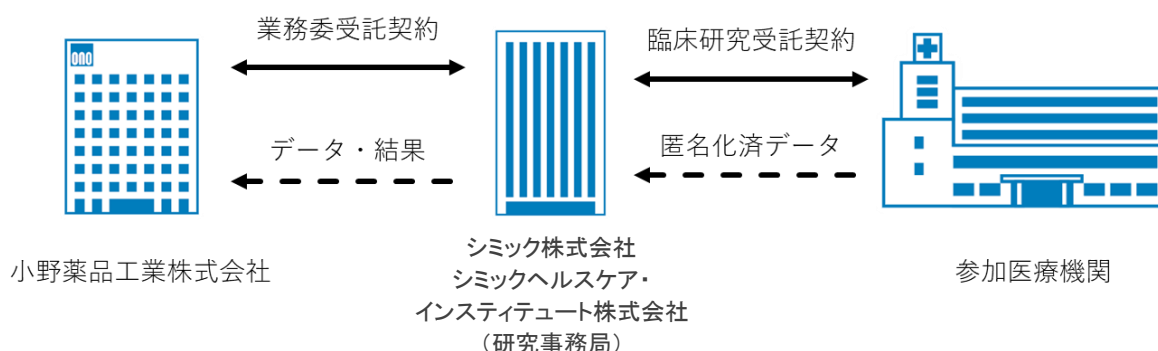 業務委受託契約
臨床研究受託契約
ono
データ・結果
匿名化済データ
小野薬品工業株式会社
シミック株式会社
シミックヘルスケア・
インスティテュート株式会社
（研究事務局）
参加医療機関